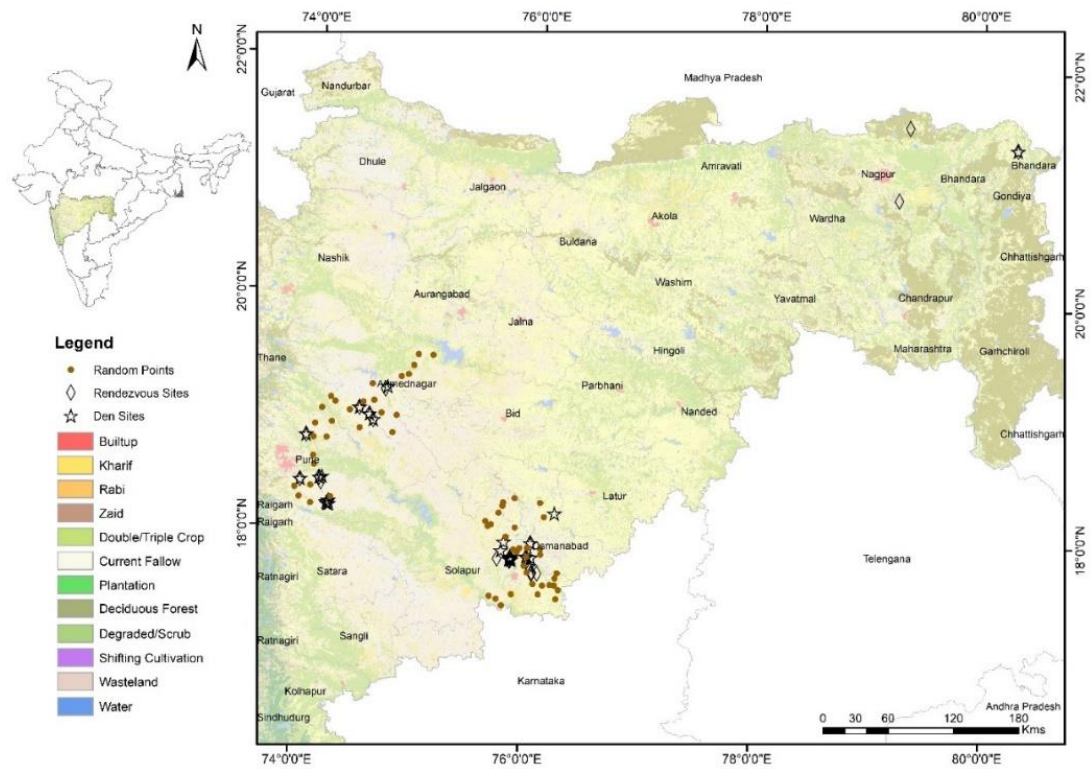 74°0'0"E 76°0'0"E 78°0'0"E 80°0'0"E
N
22°0'0"N
22°0'0"N
Madhya Pradesh
Gujarat
Nandurbar
Dhule
Jalgaon
Amravati
Nagpur
Bhandara
Bhandara
Gondiya
Akola
Wardha
Buldana
Nashik
Washim
Chhattishgarh
20°0'0"N
Aurangabad
Yavatmal
Chandrapur
20°0'0"N
Jalna
Hingoli
Maharashtra
Garhchiroli
Thane
Ahmednagar
Parbhani
Bid
Nanded
Chhattishgarh
Pune
Latur
Raigarh
18°0'0"N
Raigarh
Osmanabad
18°0'0"N
Telengana
Ratnagiri
Satara
Solapur
Ratnagiri
Sangli
Karnataka
Kolhapur
Sindhudurg
Andhra Pradesh
0 30 60 120 180
Kms
74°0'0"E 76°0'0"E 78°0'0"E 80°0'0"E
Legend
Random Points
Rendezvous Sites
Den Sites
Builtup
Kharif
Rabi
Zaid
Double/Triple Crop
Current Fallow
Plantation
Deciduous Forest
Degraded/Scrub
Shifting Cultivation
Wasteland
Water